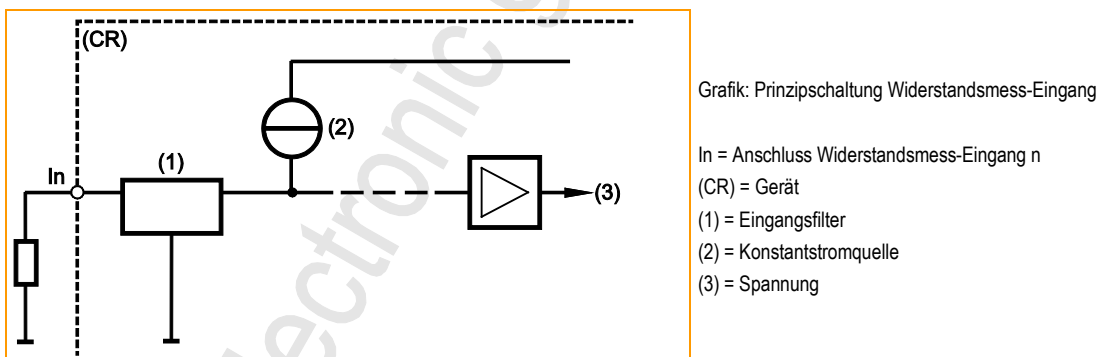 (CR)
(2)
(1)
In
(3)
Grafik: Prinzipschaltung Widerstandsmess-Eingang
In = Anschluss Widerstandsmess-Eingang n
(CR) = Gerät
(1) = Eingangsfilter
(2) = Konstantstromquelle
(3) = Spannung
ectronic